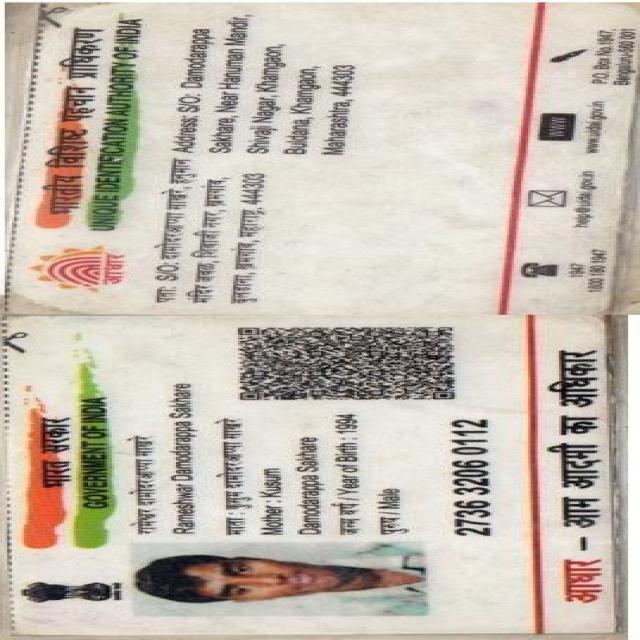 भारत सरकार
GOVERNMENT OF INDIA
रामेश्वर दामोदरअप्पा साखरे
Rameshwar Damodarappa Sakhare
माता : कुसुम दामोदरअप्पा साखरे
Mother : Kusum
Damodarappa Sakhare
जन्म वर्ष / Year of Birth : 1994
पुरुष / Male
2736 3206 0112
आधार – आम आदमी का अधिकार
भारतीय विशिष्ट पहचान प्राधिकरण
UNIQUE IDENTIFICATION AUTHORITY OF INDIA
आधार
पत्ता: S/O: दामोदरअप्पा साखरे, हनुमान
मंदिर जवळ, शिवाजी नगर, खामगांव,
बुलढाणा, खामगांव, महाराष्ट्र, 444303
Address: S/O: Damodarappa
Sakhare, Near Hanuman Mandir,
Shivaji Nagar, Khamgaon,
Buldana, Khamgaon,
Maharashtra, 444303
1947
1800 180 1947
help@uidai.gov.in
WWW
www.uidai.gov.in
P.O. Box No.1947
Bengaluru-560 001